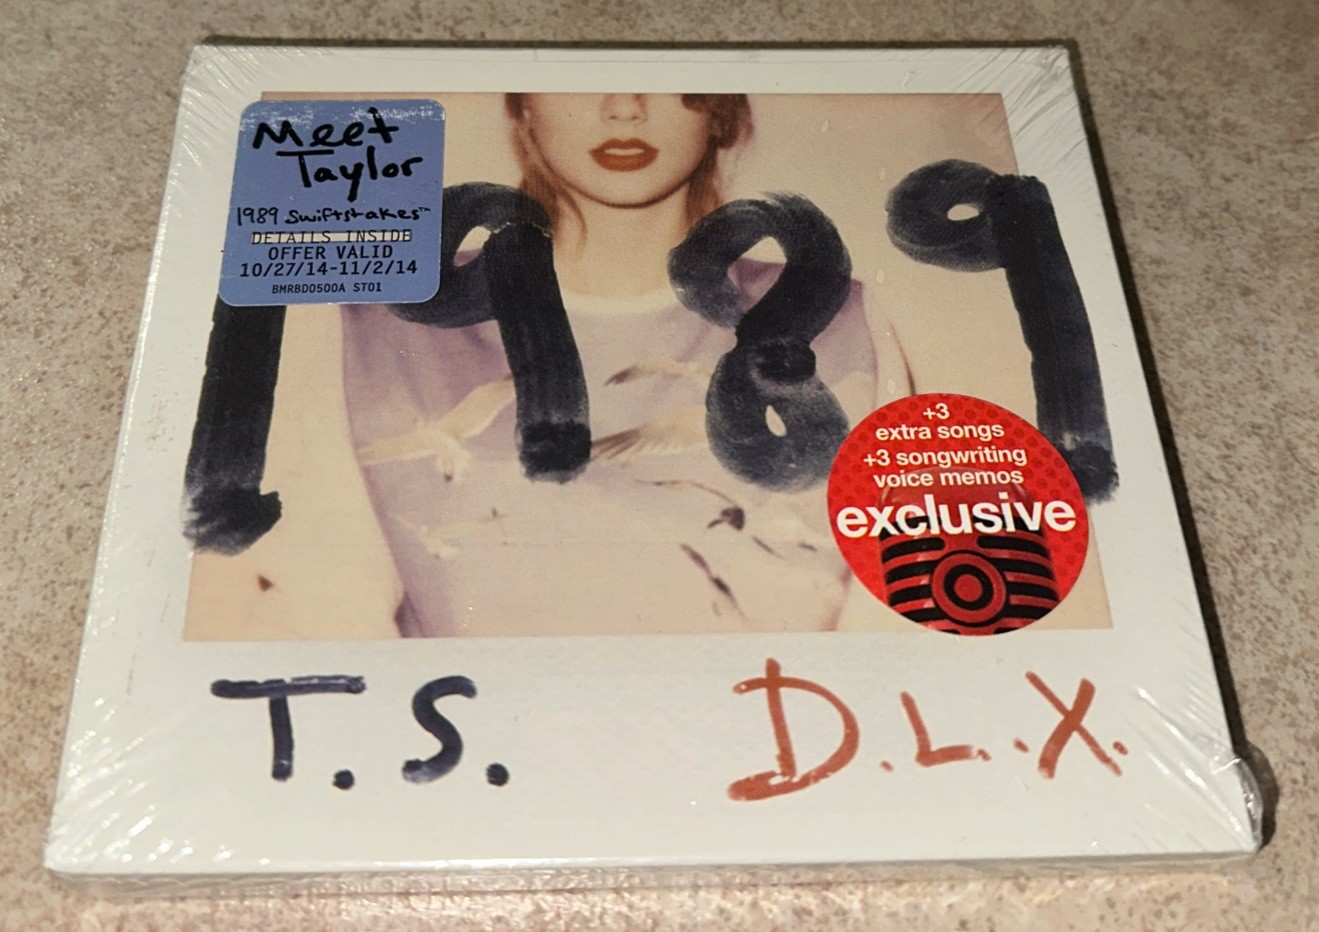 Meet
Taylor
1989 swiftstakes™
DETAILS INSIDE
OFFER VALID
10/27/14-11/2/14
BMRBD0500A ST01
1989
+3
extra songs
+3 songwriting
voice memos
exclusive
T.S. D.L.X.